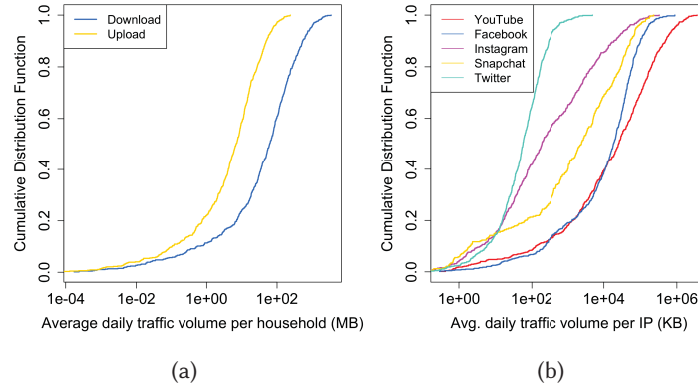 Download
Upload
Cumulative Distribution Function
0.0 0.2 0.4 0.6 0.8 1.0
1e-04 1e-02 1e+00 1e+02
Average daily traffic volume per household (MB)
(a)
YouTube
Facebook
Instagram
Snapchat
Twitter
Cumulative Distribution Function
0.0 0.2 0.4 0.6 0.8 1.0
1e+00 1e+02 1e+04 1e+06
Avg. daily traffic volume per IP (KB)
(b)